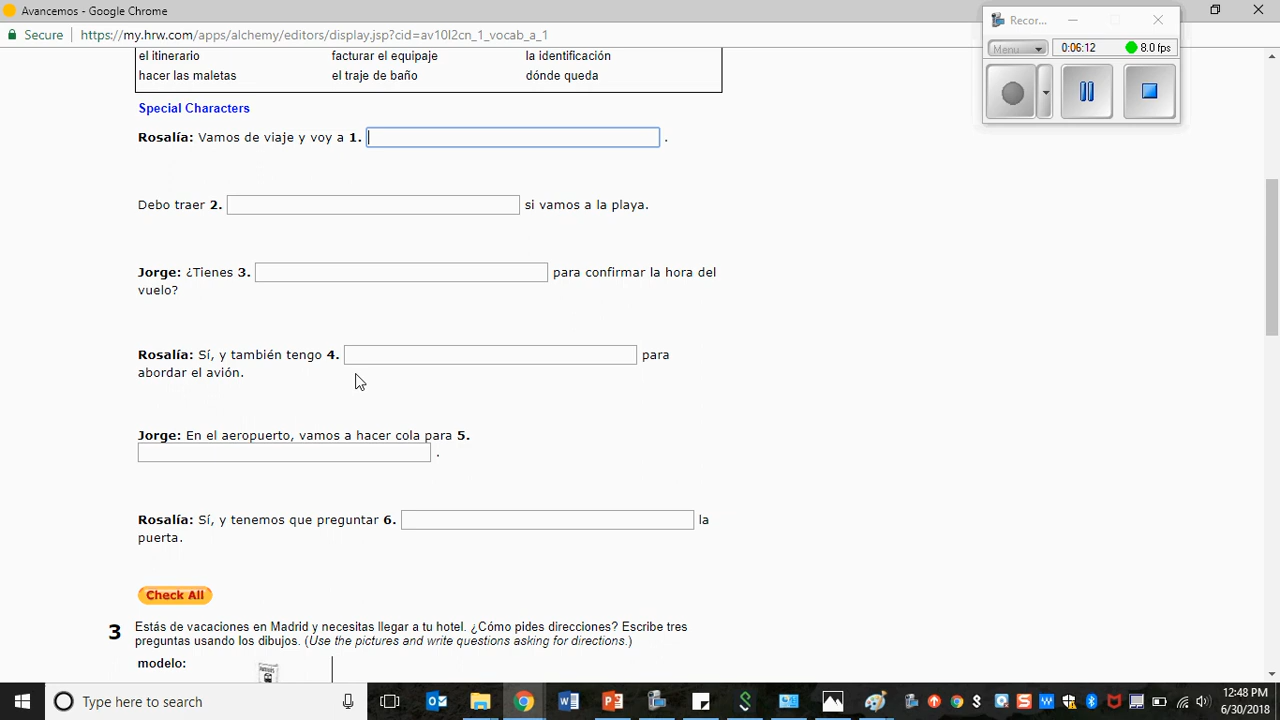 Avancemos - Google Chrome
Secure https://my.hrw.com/apps/alchemy/editors/display.jsp?cid=av10l2cn_1_vocab_a_1
Recor...
Menu 00:06:12 8.0 fps
el itinerario facturar el equipaje la identificación
hacer las maletas el traje de baño dónde queda
Special Characters
Rosalía: Vamos de viaje y voy a 1. .
Debo traer 2. si vamos a la playa.
Jorge: ¿Tienes 3. para confirmar la hora del
vuelo?
Rosalía: Sí, y también tengo 4. para
abordar el avión.
Jorge: En el aeropuerto, vamos a hacer cola para 5.
.
Rosalía: Sí, y tenemos que preguntar 6. la
puerta.
Check All
3 Estás de vacaciones en Madrid y necesitas llegar a tu hotel. ¿Cómo pides direcciones? Escribe tres
preguntas usando los dibujos. (Use the pictures and write questions asking for directions.)
modelo:
Type here to search
12:48 PM
6/30/2018